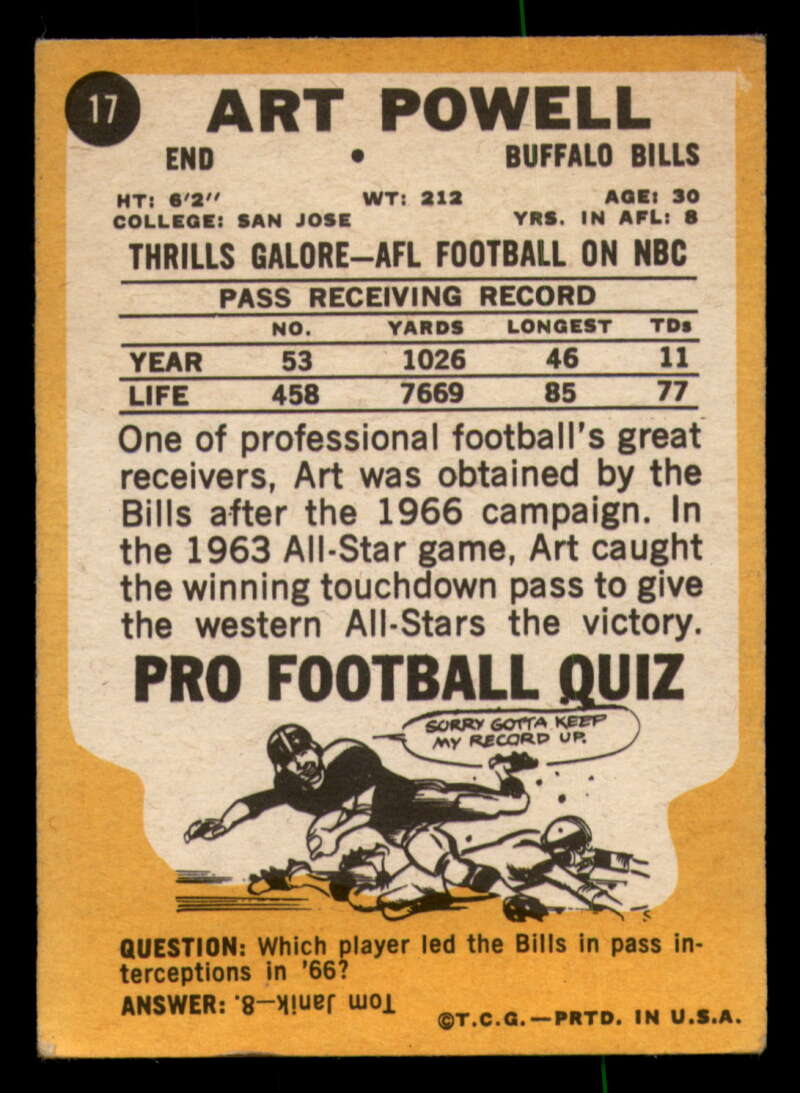 17
ART POWELL
END • BUFFALO BILLS
HT: 6'2" WT: 212 AGE: 30
COLLEGE: SAN JOSE YRS. IN AFL: 8
THRILLS GALORE—AFL FOOTBALL ON NBC
PASS RECEIVING RECORD
NO. YARDS LONGEST TDs
YEAR 53 1026 46 11
LIFE 458 7669 85 77
One of professional football's great
receivers, Art was obtained by the
Bills after the 1966 campaign. In
the 1963 All-Star game, Art caught
the winning touchdown pass to give
the western All-Stars the victory.
PRO FOOTBALL QUIZ
SORRY GOTTA KEEP
MY RECORD UP.
QUESTION: Which player led the Bills in pass in-
terceptions in '66?
ANSWER: Tom Janik—8.
©T.C.G.—PRTD. IN U.S.A.